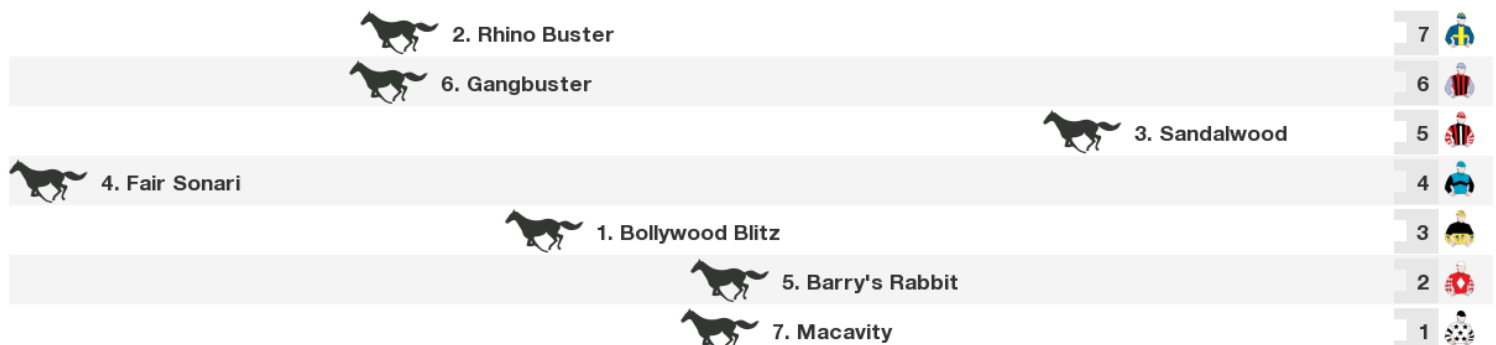 2. Rhino Buster 7
6. Gangbuster 6
3. Sandalwood 5
4. Fair Sonari 4
1. Bollywood Blitz 3
5. Barry's Rabbit 2
7. Macavity 1